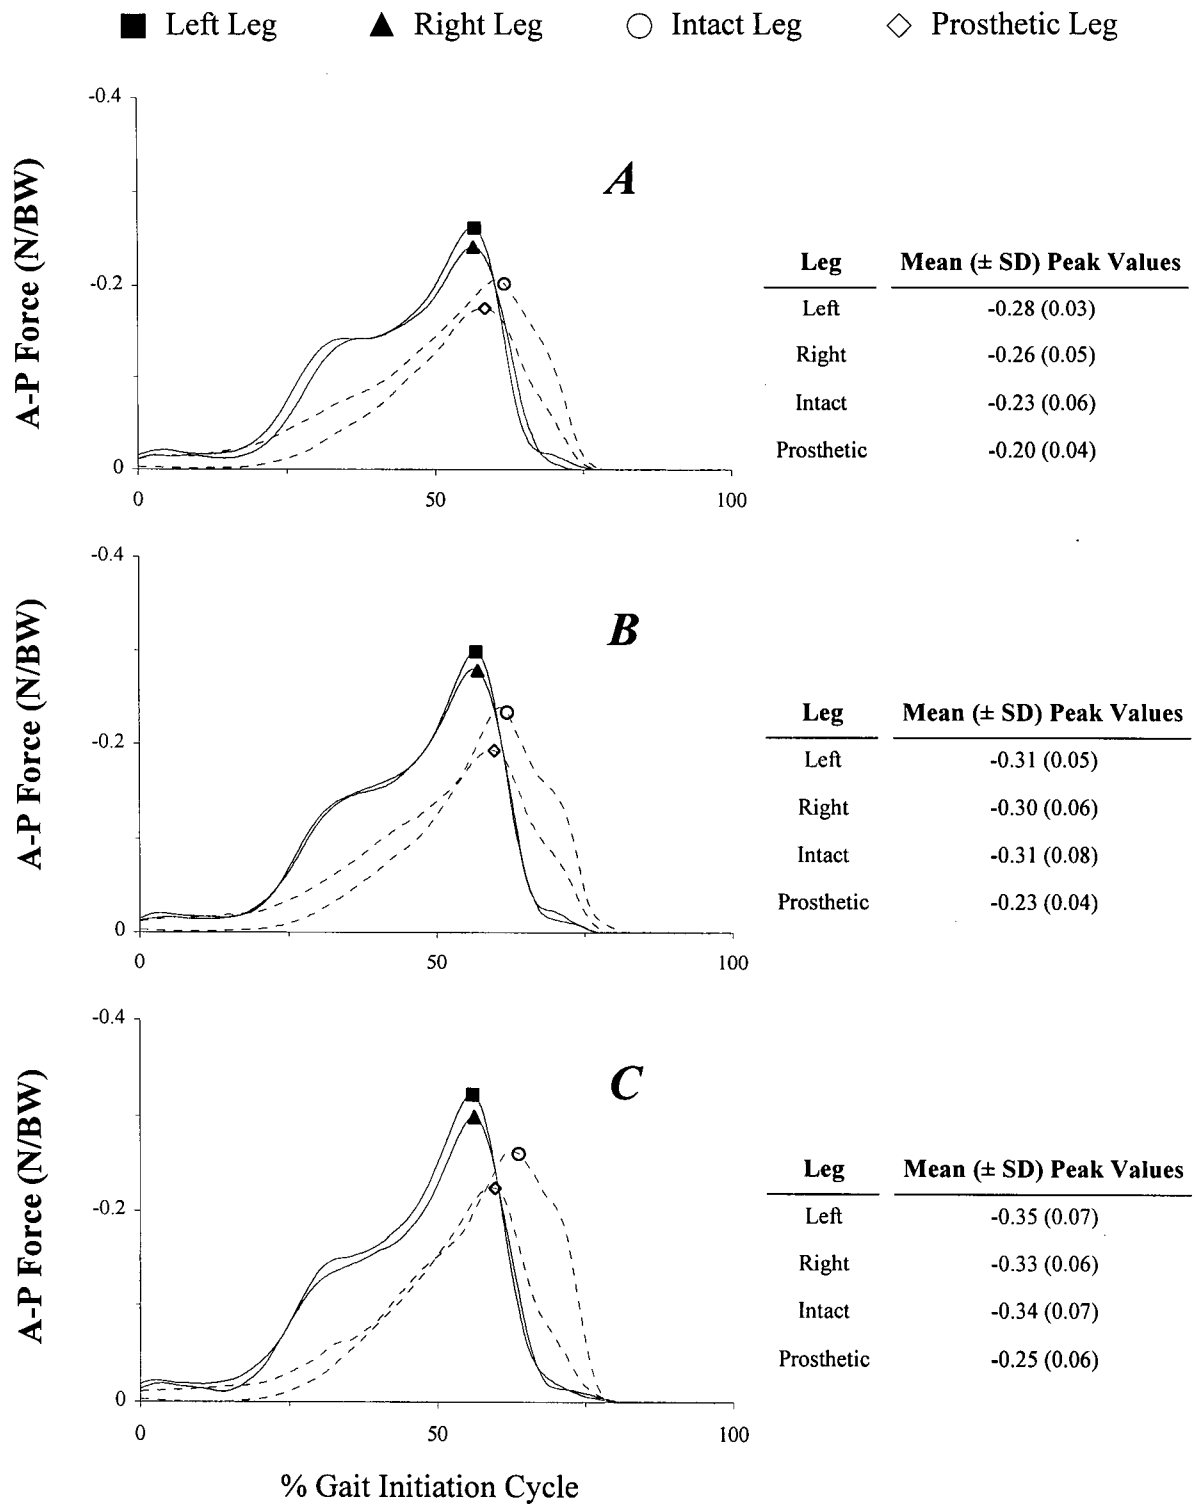 Left Leg Right Leg Intact Leg Prosthetic Leg
A-P Force (N/BW)
-0.4
-0.2
0
0 50 100
A
Leg Mean (± SD) Peak Values
Left -0.28 (0.03)
Right -0.26 (0.05)
Intact -0.23 (0.06)
Prosthetic -0.20 (0.04)
A-P Force (N/BW)
-0.4
-0.2
0
0 50 100
B
Leg Mean (± SD) Peak Values
Left -0.31 (0.05)
Right -0.30 (0.06)
Intact -0.31 (0.08)
Prosthetic -0.23 (0.04)
A-P Force (N/BW)
-0.4
-0.2
0
0 50 100
C
Leg Mean (± SD) Peak Values
Left -0.35 (0.07)
Right -0.33 (0.06)
Intact -0.34 (0.07)
Prosthetic -0.25 (0.06)
% Gait Initiation Cycle